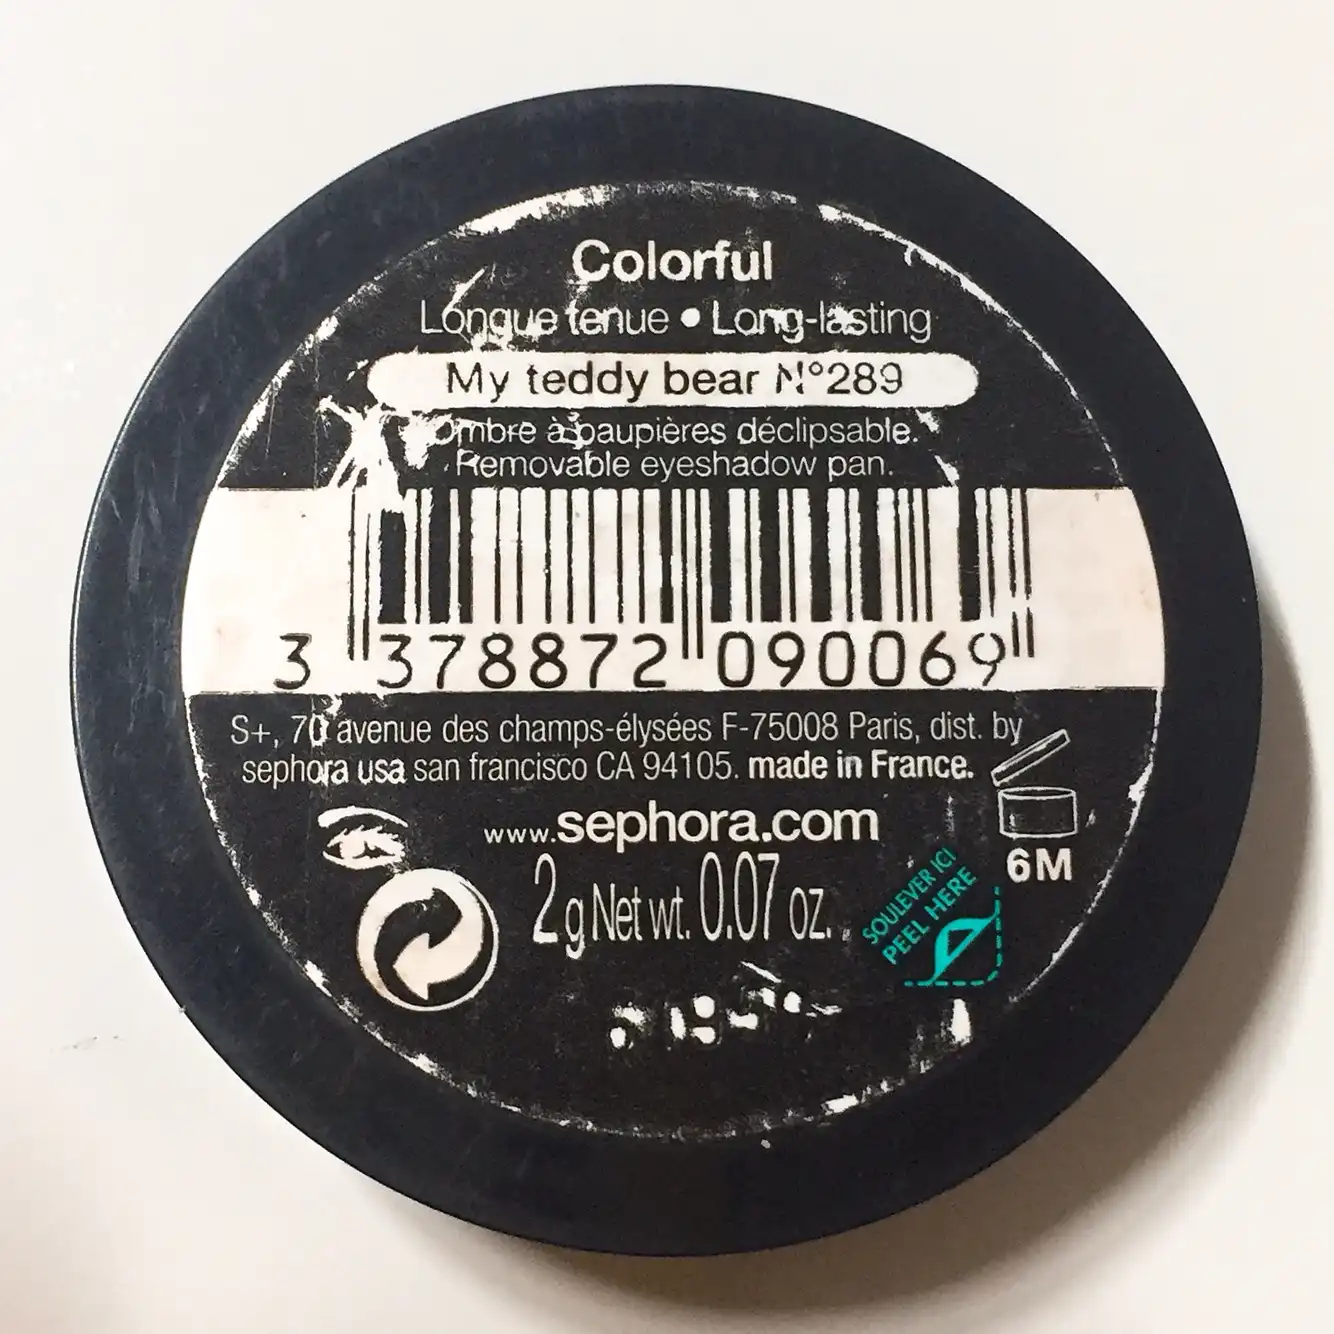 Colorful
Longue tenue • Long-lasting
My teddy bear N°289
Ombre à paupières déclipsable.
Removable eyeshadow pan.
3 378872 090069
S+, 70 avenue des champs-élysées F-75008 Paris, dist. by
sephora usa san francisco CA 94105. made in France.
www.sephora.com
6M
2 g Net wt. 0.07 oz.
SOULEVER ICI
PEEL HERE